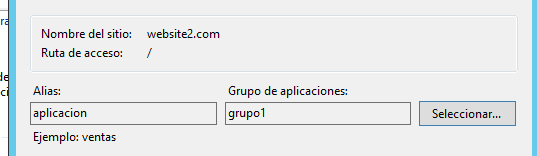 Nombre del sitio: website2.com
Ruta de acceso: /
Alias: Grupo de aplicaciones:
aplicacion grupo1 Seleccionar...
Ejemplo: ventas